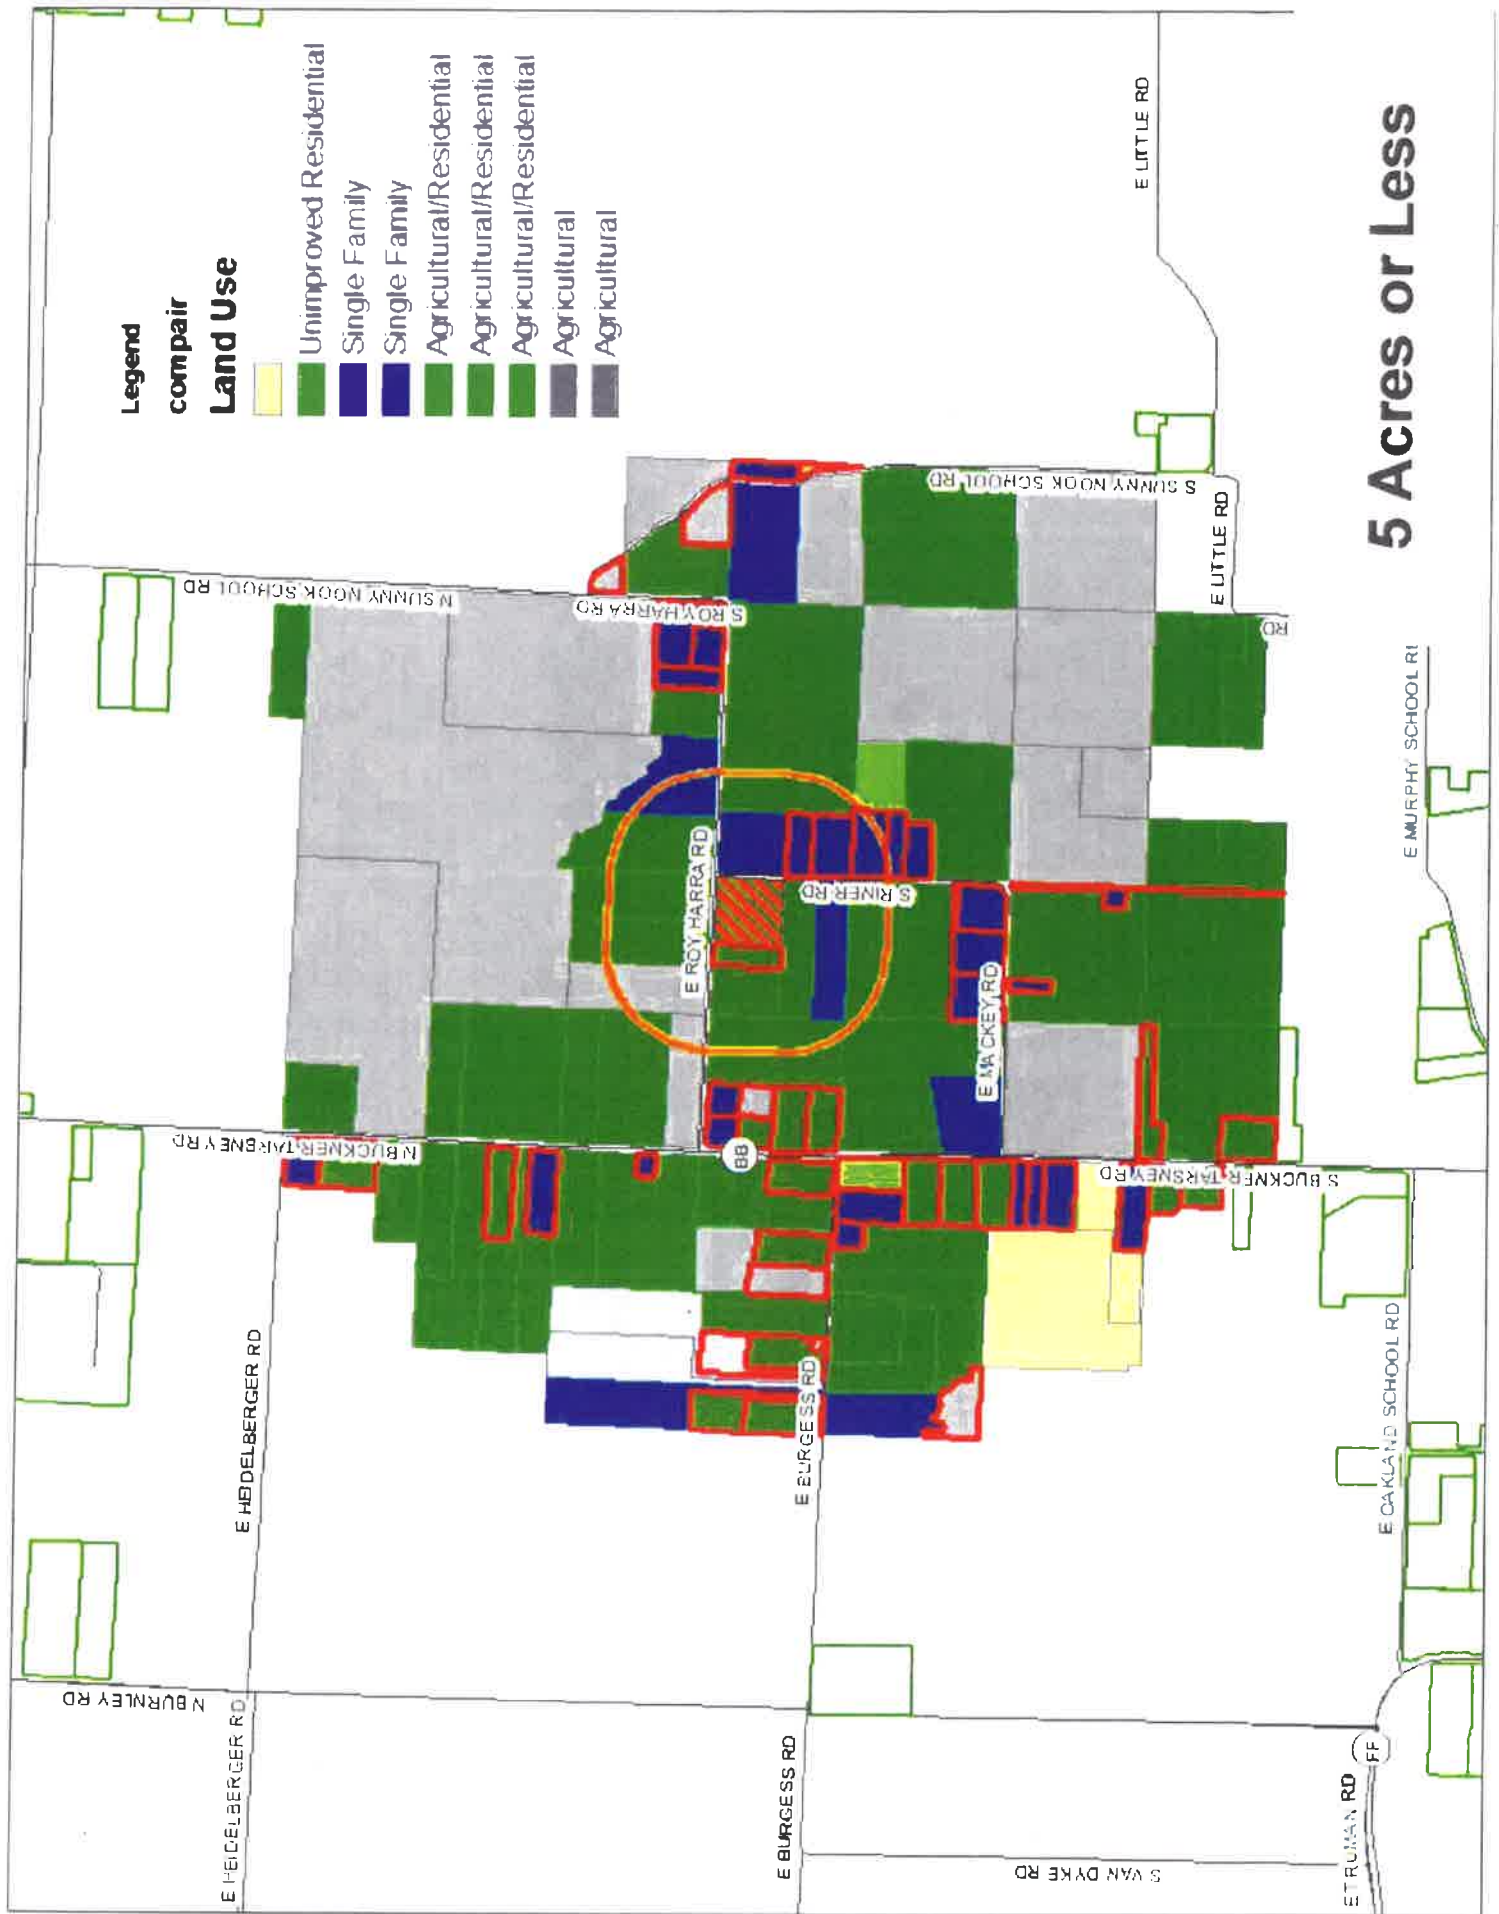 Legend
compair
Land Use
Unimproved Residential
Single Family
Single Family
Agricultural/Residential
Agricultural/Residential
Agricultural/Residential
Agricultural
Agricultural
5 Acres or Less
N BURNLEY RD
E HEIDELBERGER RD
E HEIDELBERGER RD
N BUCKNER TARSNEY RD
N SUNNY NOOK SCHOOL RD
S ROY HARRA RD
E ROY HARRA RD
S RINER RD
BB
E BURGESS RD
E BURGESS RD
E MACKEY RD
S SUNNY NOOK SCHOOL RD
E LITTLE RD
E LITTLE RD
RD
S BUCKNER TARSNEY RD
S VAN DYKE RD
E TRUMAN RD
FF
E OAKLAND SCHOOL RD
E MURPHY SCHOOL RI